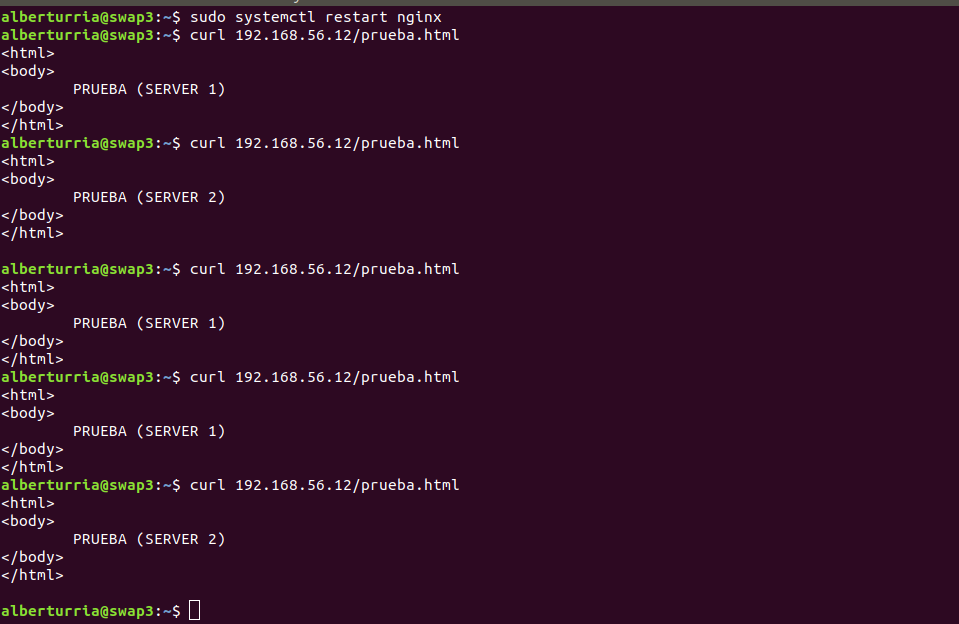 alberturria@swap3:~$ sudo systemctl restart nginx
alberturria@swap3:~$ curl 192.168.56.12/prueba.html
<html>
<body>
        PRUEBA (SERVER 1)
</body>
</html>
alberturria@swap3:~$ curl 192.168.56.12/prueba.html
<html>
<body>
        PRUEBA (SERVER 2)
</body>
</html>

alberturria@swap3:~$ curl 192.168.56.12/prueba.html
<html>
<body>
        PRUEBA (SERVER 1)
</body>
</html>
alberturria@swap3:~$ curl 192.168.56.12/prueba.html
<html>
<body>
        PRUEBA (SERVER 1)
</body>
</html>
alberturria@swap3:~$ curl 192.168.56.12/prueba.html
<html>
<body>
        PRUEBA (SERVER 2)
</body>
</html>

alberturria@swap3:~$